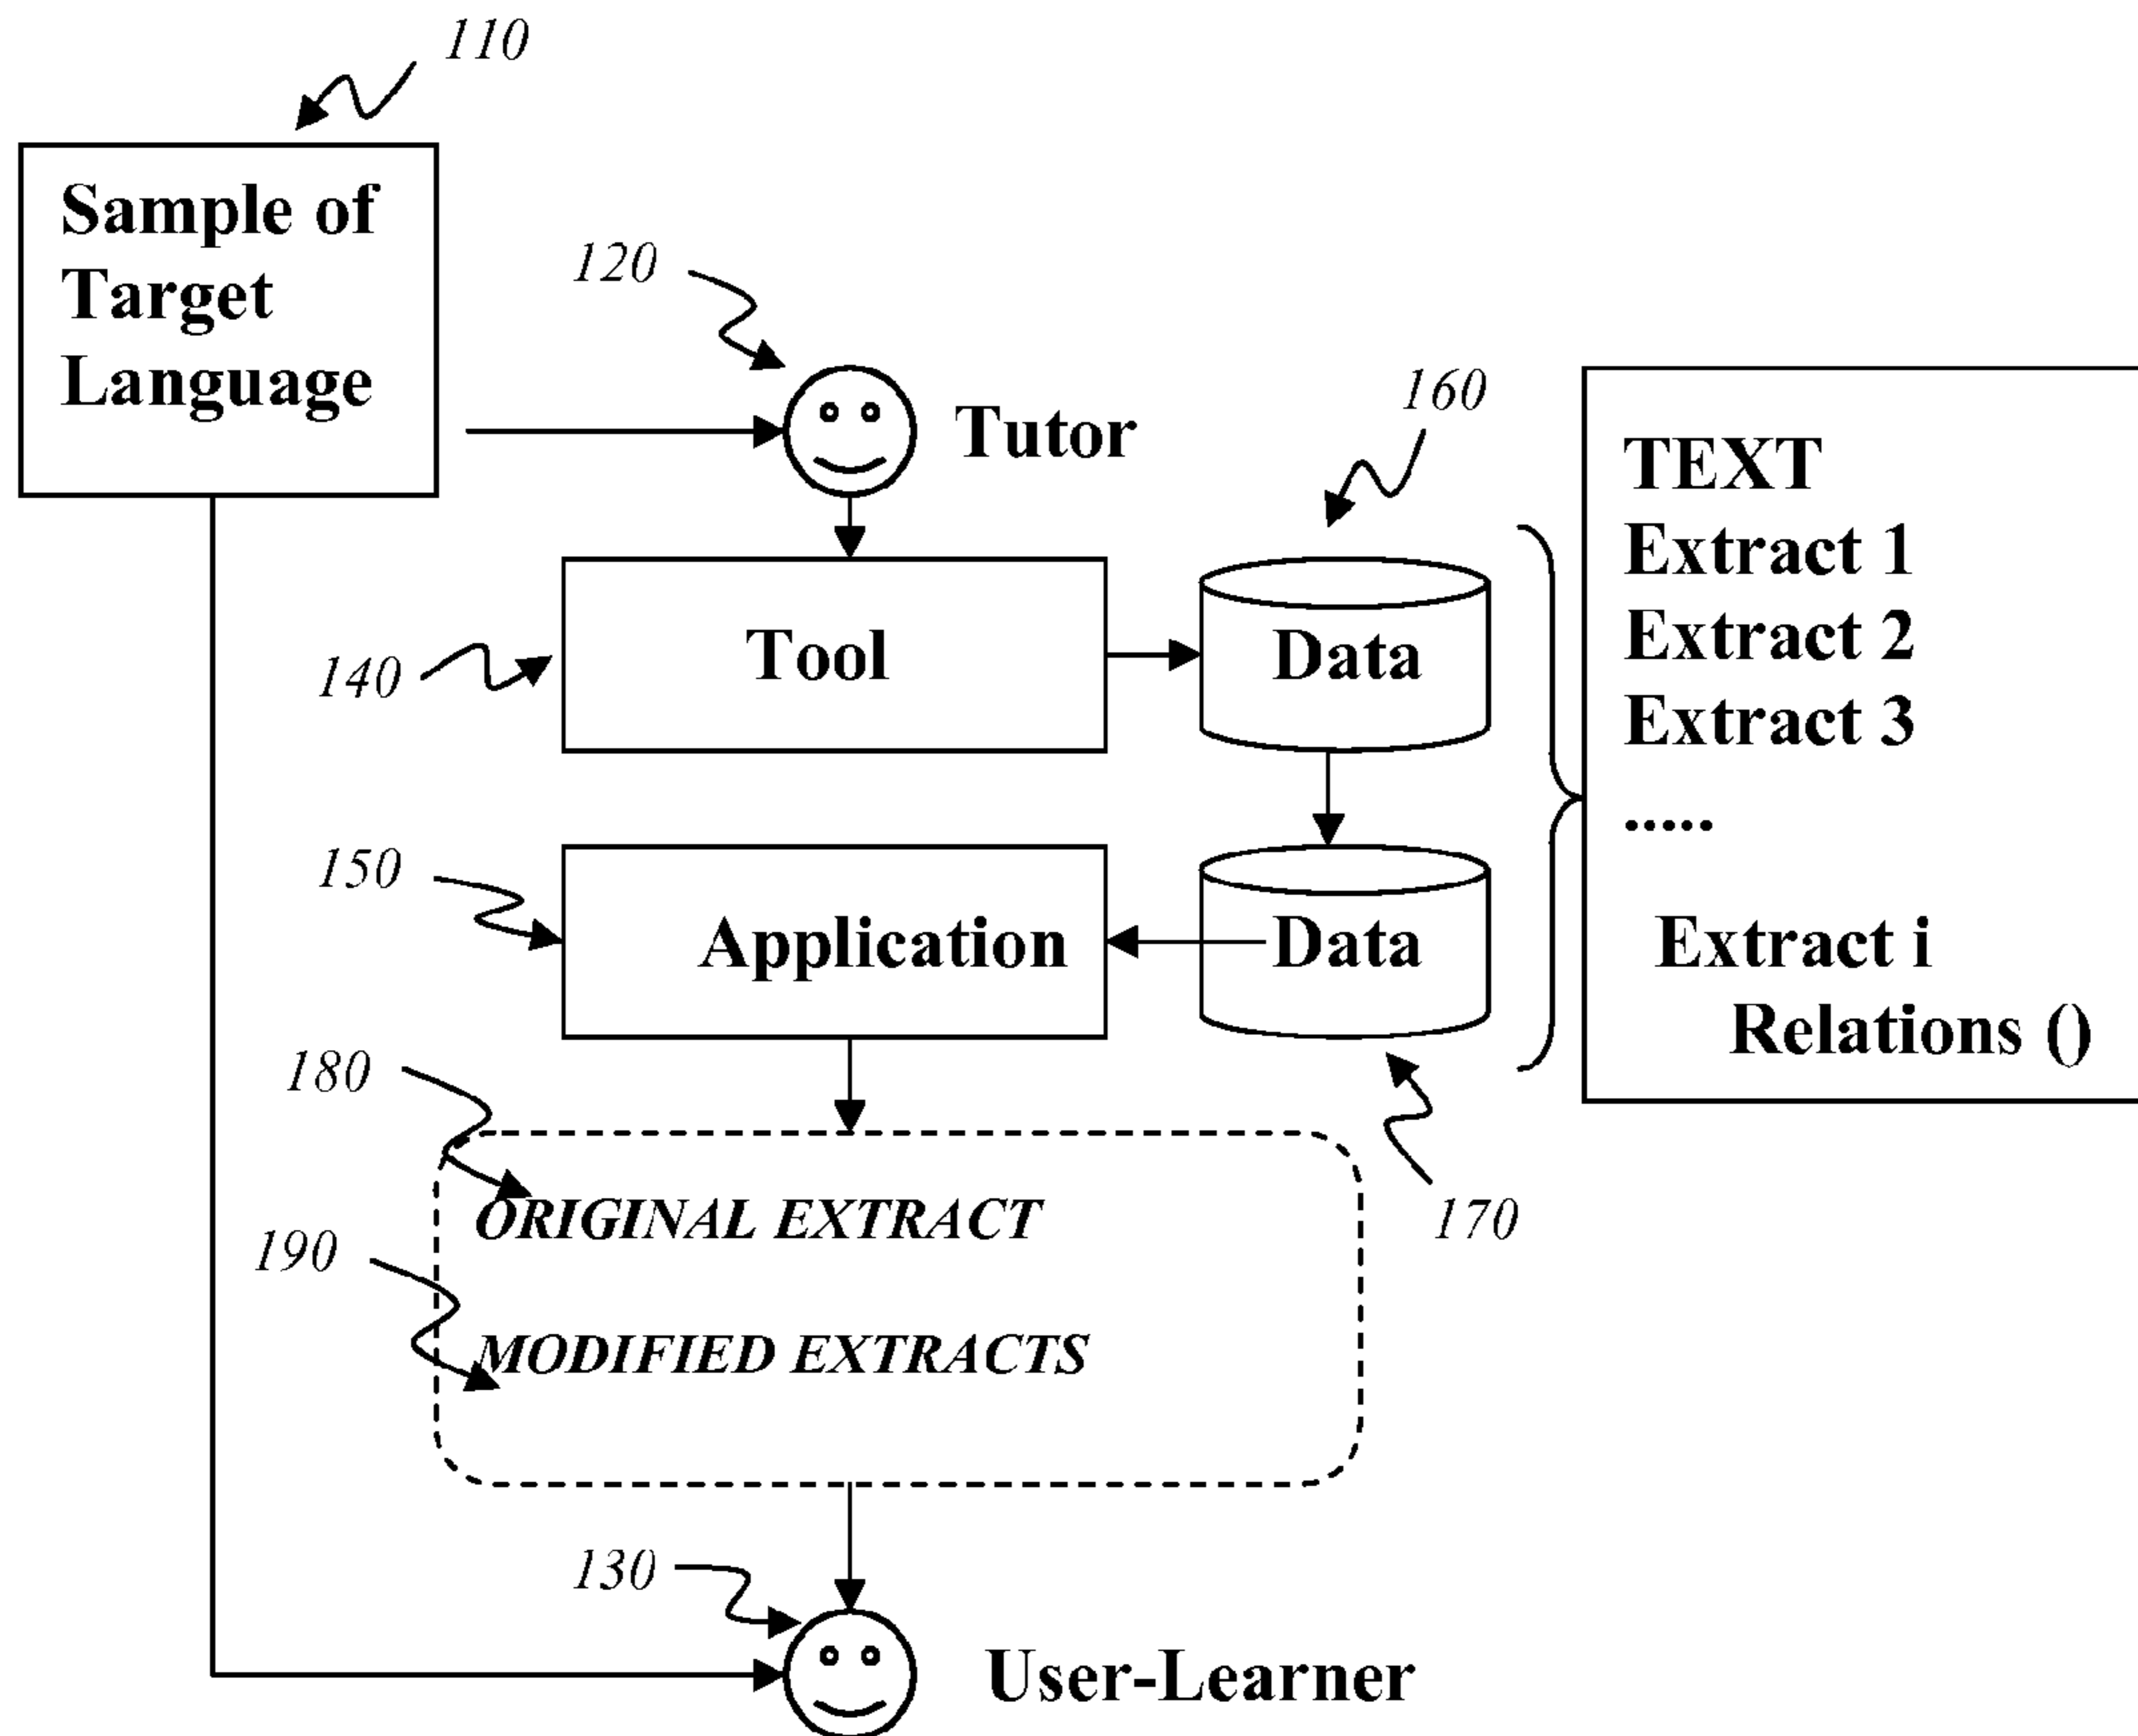 110
Sample of
Target
Language
120
Tutor
160
TEXT
Extract 1
Extract 2
Extract 3
.....
Extract i
Relations ()
140
Tool
Data
150
Application
Data
180
ORIGINAL EXTRACT
170
190
MODIFIED EXTRACTS
130
User-Learner